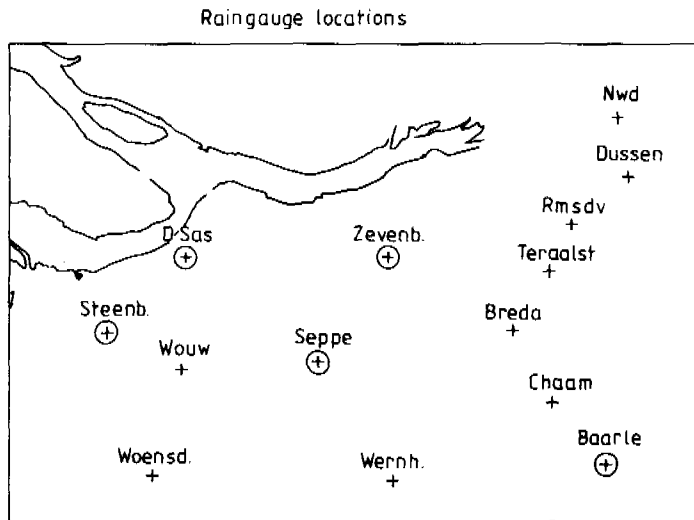 Raingauge locations
Nwd
Dussen
Rmsdv
D Sas
Zevenb.
Teraalst
Steenb.
Breda
Wouw
Seppe
Chaam
Baarle
Woensd.
Wernh.